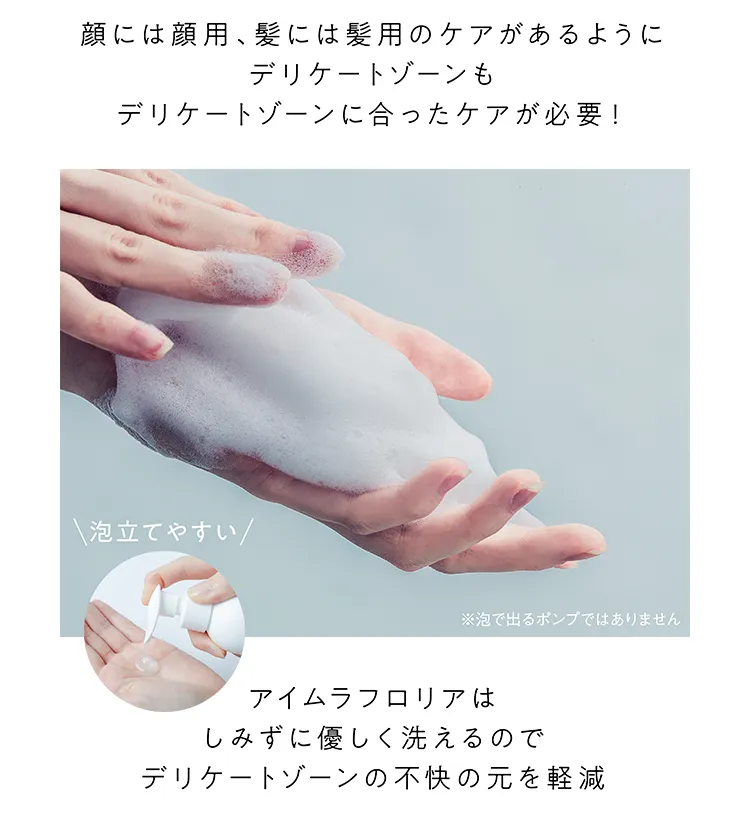 顔には顔用、髪には髪用のケアがあるように
デリケートゾーンも
デリケートゾーンに合ったケアが必要！
\泡立てやすい/
※泡で出るポンプではありません
アイムラフロリアは
しみずに優しく洗えるので
デリケートゾーンの不快の元を軽減